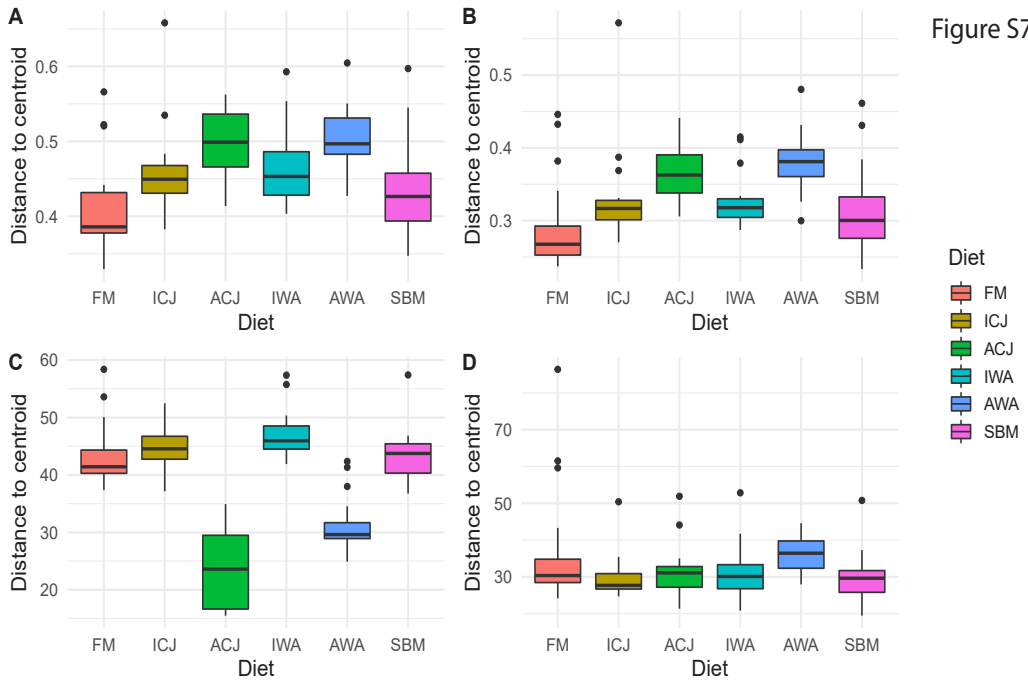 Figure S7
A
Distance to centroid
0.6
0.5
0.4
FM ICJ ACJ IWA AWA SBM
Diet
B
Distance to centroid
0.5
0.4
0.3
FM ICJ ACJ IWA AWA SBM
Diet
C
Distance to centroid
60
50
40
30
20
FM ICJ ACJ IWA AWA SBM
Diet
D
Distance to centroid
70
50
30
FM ICJ ACJ IWA AWA SBM
Diet
Diet
FM
ICJ
ACJ
IWA
AWA
SBM